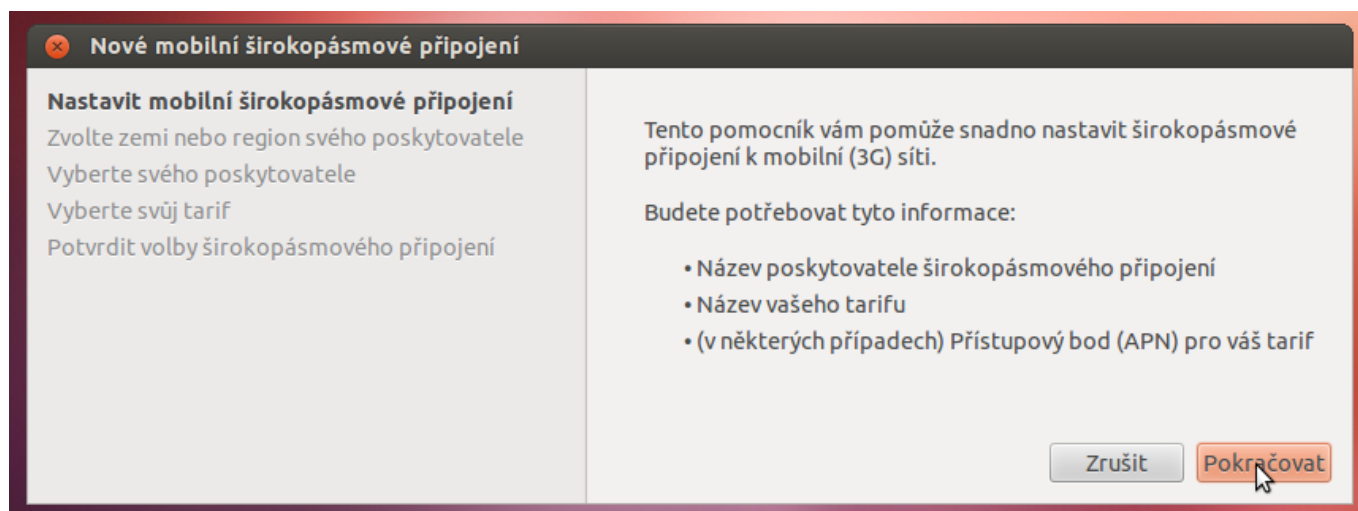 Nové mobilní širokopásmové připojení
Nastavit mobilní širokopásmové připojení
Zvolte zemi nebo region svého poskytovatele
Vyberte svého poskytovatele
Vyberte svůj tarif
Potvrdit volby širokopásmového připojení
Tento pomocník vám pomůže snadno nastavit širokopásmové
připojení k mobilní (3G) síti.
Budete potřebovat tyto informace:
• Název poskytovatele širokopásmového připojení
• Název vašeho tarifu
• (v některých případech) Přístupový bod (APN) pro váš tarif
Zrušit
Pokračovat